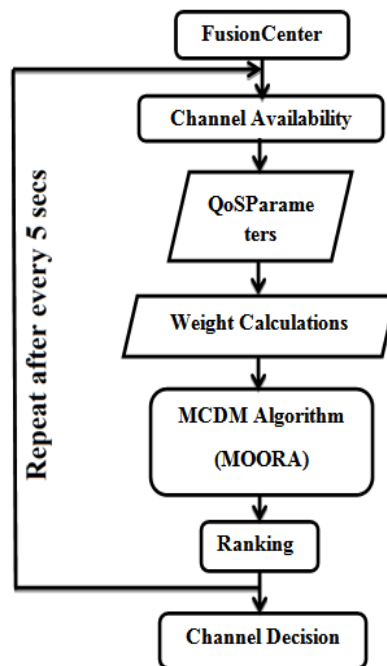 FusionCenter
Channel Availability
QoSParame
ters
Weight Calculations
MCDM Algorithm
(MOORA)
Ranking
Channel Decision
Repeat after every 5 secs